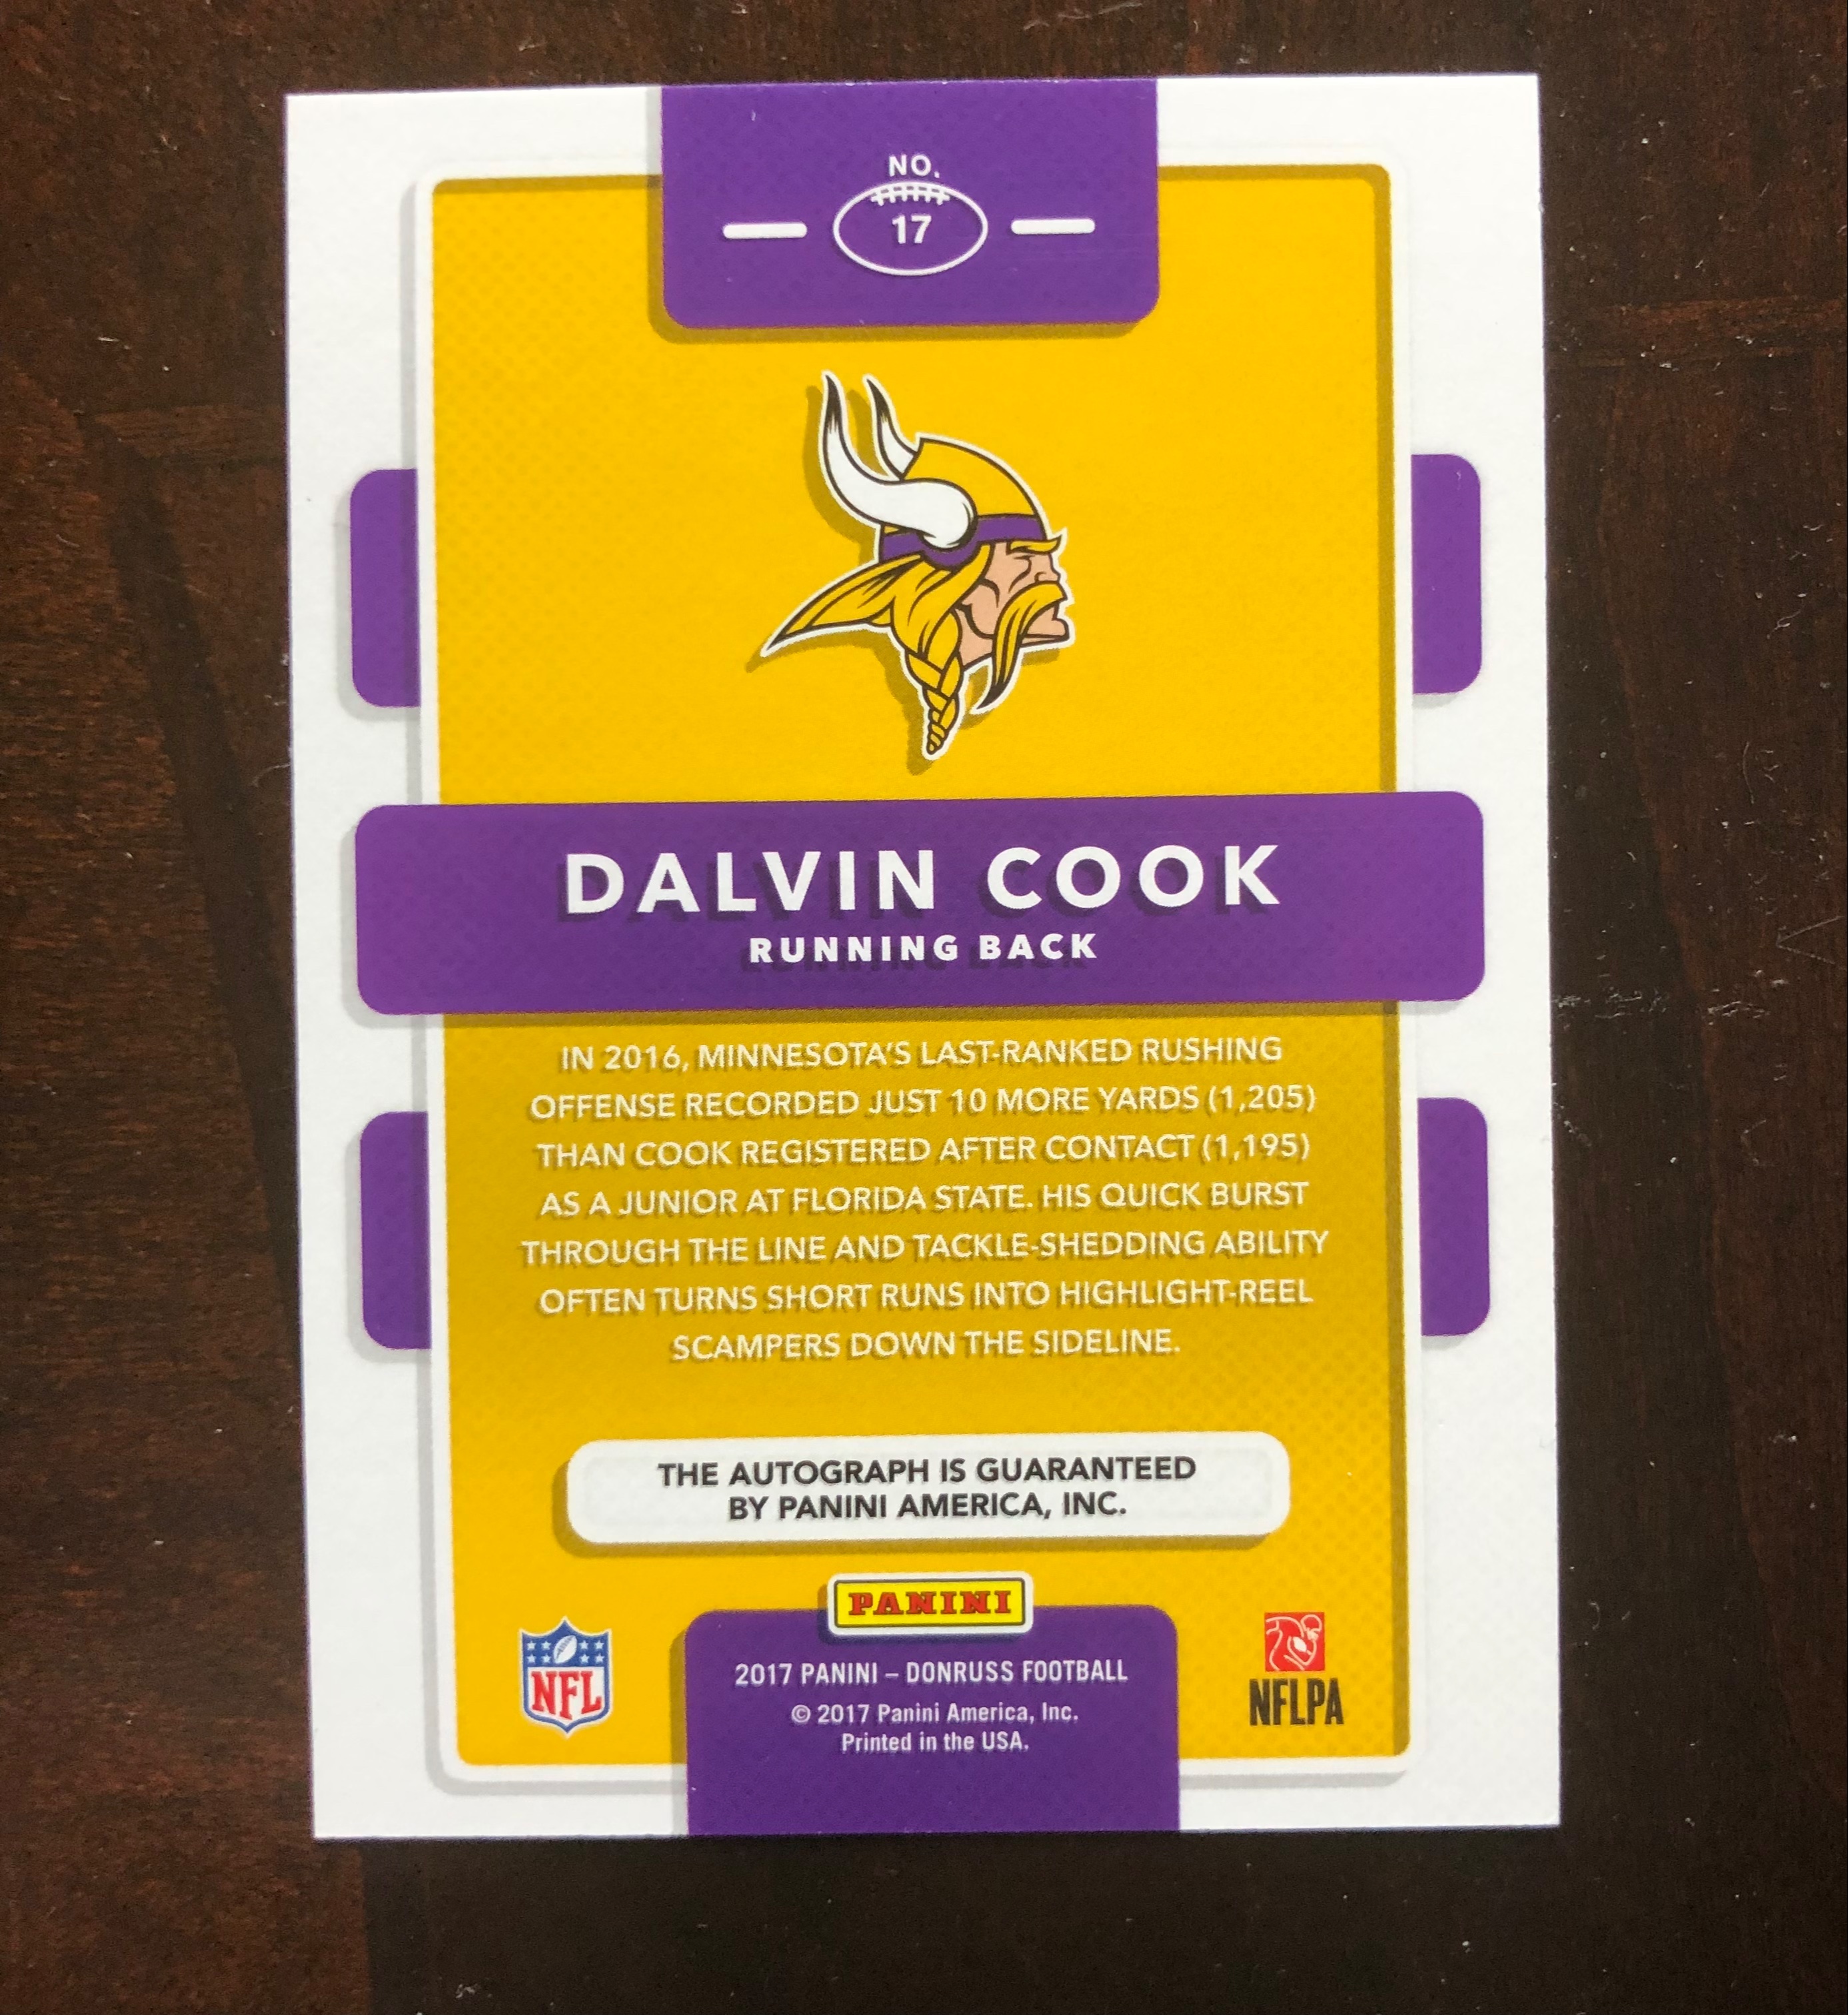 NO.
17
DALVIN COOK
RUNNING BACK
IN 2016, MINNESOTA'S LAST-RANKED RUSHING
OFFENSE RECORDED JUST 10 MORE YARDS (1,205)
THAN COOK REGISTERED AFTER CONTACT (1,195)
AS A JUNIOR AT FLORIDA STATE. HIS QUICK BURST
THROUGH THE LINE AND TACKLE-SHEDDING ABILITY
OFTEN TURNS SHORT RUNS INTO HIGHLIGHT-REEL
SCAMPERS DOWN THE SIDELINE.
THE AUTOGRAPH IS GUARANTEED
BY PANINI AMERICA, INC.
PANINI
NFL
2017 PANINI – DONRUSS FOOTBALL
© 2017 Panini America, Inc.
Printed in the USA.
NFLPA